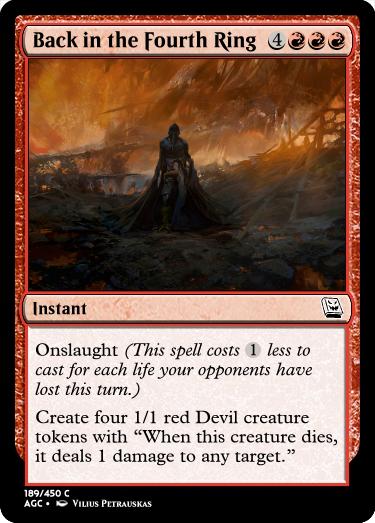 Back in the Fourth Ring 4
Instant
Onslaught (This spell costs 1 less to
cast for each life your opponents have
lost this turn.)
Create four 1/1 red Devil creature
tokens with “When this creature dies,
it deals 1 damage to any target.”
189/450 C
AGC • Vilius Petrauskas